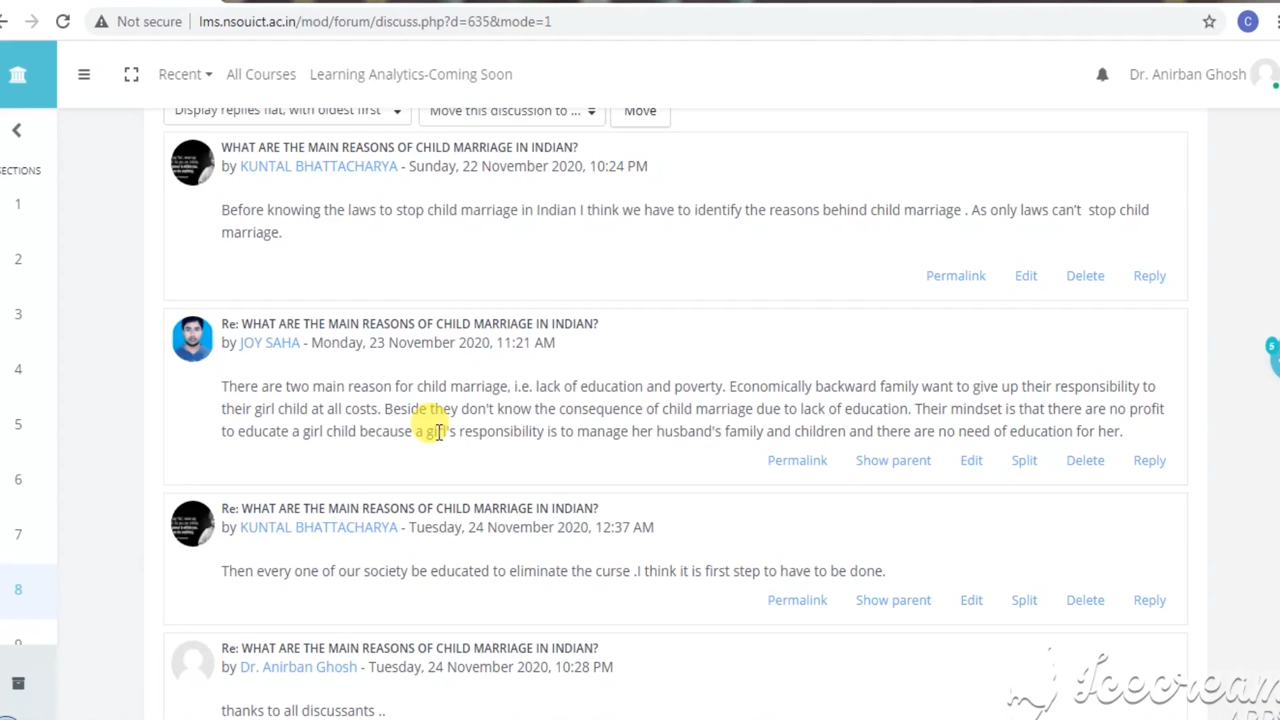 Not secure | lms.nsouict.ac.in/mod/forum/discuss.php?d=635&mode=1 C
Recent All Courses Learning Analytics-Coming Soon Dr. Anirban Ghosh
Display replies flat, with oldest first Move this discussion to ... Move
WHAT ARE THE MAIN REASONS OF CHILD MARRIAGE IN INDIAN?
by KUNTAL BHATTACHARYA - Sunday, 22 November 2020, 10:24 PM
Before knowing the laws to stop child marriage in Indian I think we have to identify the reasons behind child marriage . As only laws can't stop child
marriage.
Permalink Edit Delete Reply
Re: WHAT ARE THE MAIN REASONS OF CHILD MARRIAGE IN INDIAN?
by JOY SAHA - Monday, 23 November 2020, 11:21 AM
There are two main reason for child marriage, i.e. lack of education and poverty. Economically backward family want to give up their responsibility to
their girl child at all costs. Beside they don't know the consequence of child marriage due to lack of education. Their mindset is that there are no profit
to educate a girl child because a girl's responsibility is to manage her husband's family and children and there are no need of education for her.
Permalink Show parent Edit Split Delete Reply
Re: WHAT ARE THE MAIN REASONS OF CHILD MARRIAGE IN INDIAN?
by KUNTAL BHATTACHARYA - Tuesday, 24 November 2020, 12:37 AM
Then every one of our society be educated to eliminate the curse .I think it is first step to have to be done.
Permalink Show parent Edit Split Delete Reply
Re: WHAT ARE THE MAIN REASONS OF CHILD MARRIAGE IN INDIAN?
by Dr. Anirban Ghosh - Tuesday, 24 November 2020, 10:28 PM
thanks to all discussants ..
ECTIONS
1
2
3
4
5
6
7
8
9
5
Icecream
APPS